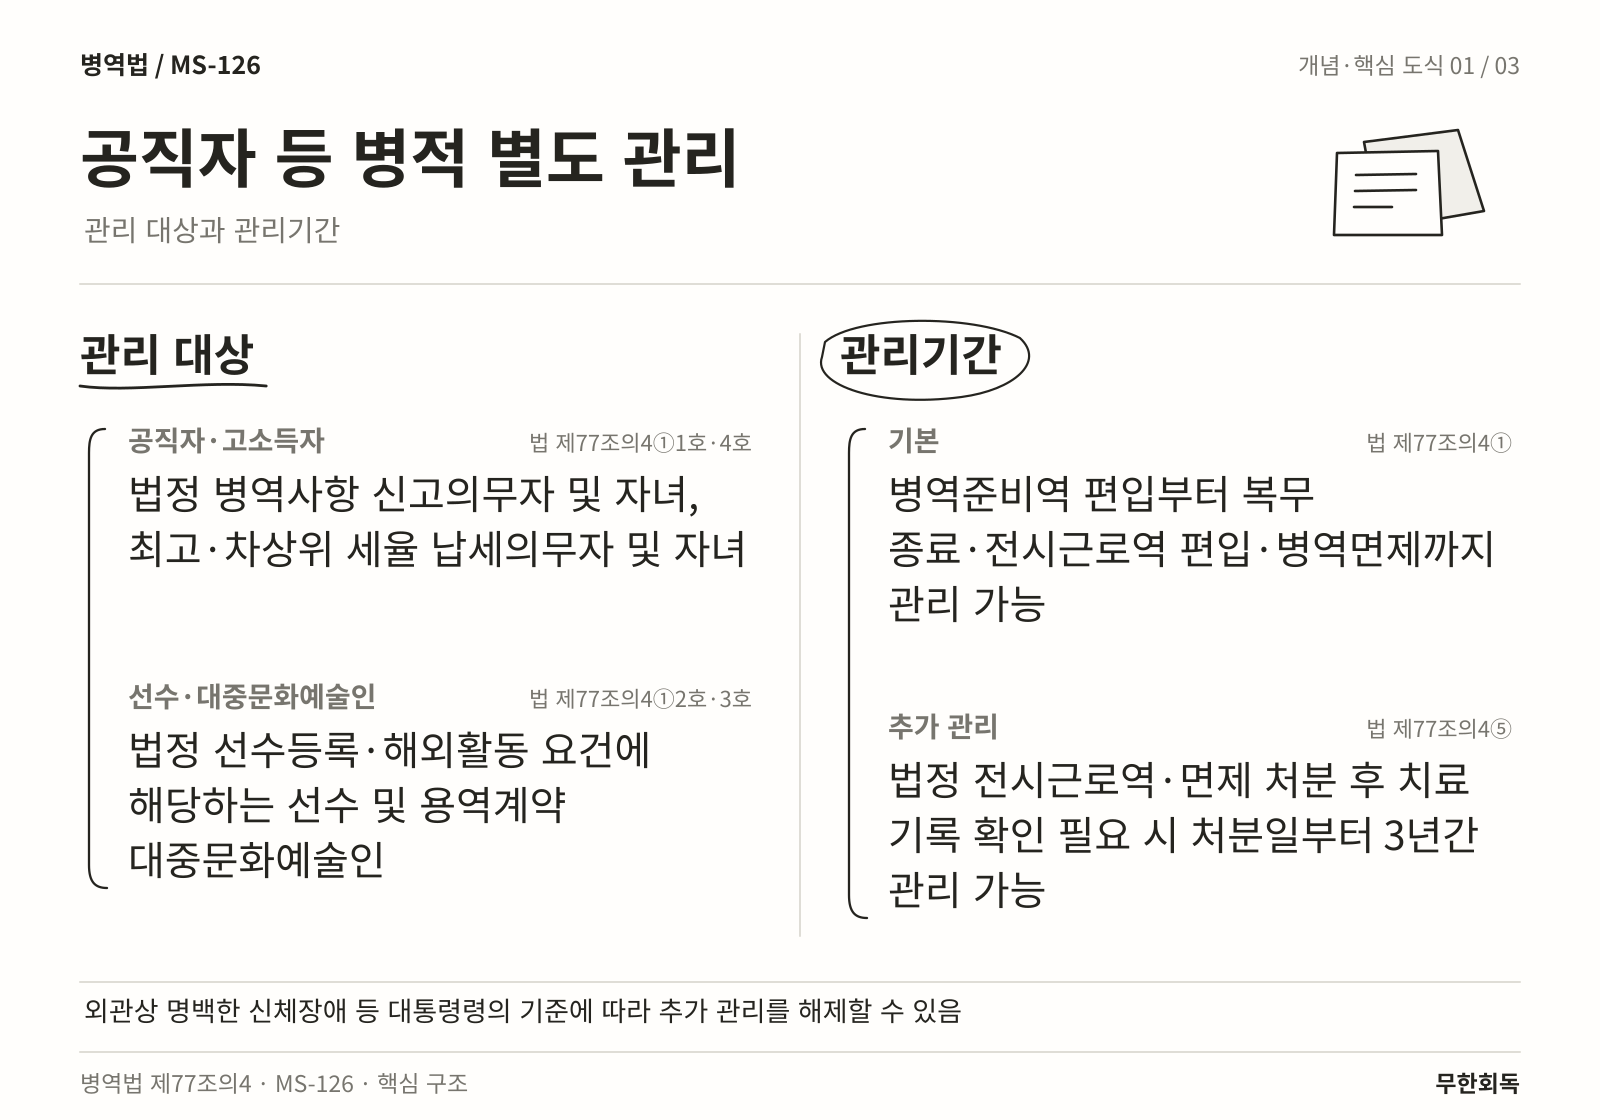 병역법 / MS-126
개념·핵심 도식 01 / 03
공직자 등 병적 별도 관리
관리 대상과 관리기간
관리 대상
공직자·고소득자
법 제77조의4①1호·4호
법정 병역사항 신고의무자 및 자녀,
최고·차상위 세율 납세의무자 및 자녀
선수·대중문화예술인
법 제77조의4①2호·3호
법정 선수등록·해외활동 요건에
해당하는 선수 및 용역계약
대중문화예술인
관리기간
기본
법 제77조의4①
병역준비역 편입부터 복무
종료·전시근로역 편입·병역면제까지
관리 가능
추가 관리
법 제77조의4⑤
법정 전시근로역·면제 처분 후 치료
기록 확인 필요 시 처분일부터 3년간
관리 가능
외관상 명백한 신체장애 등 대통령령의 기준에 따라 추가 관리를 해제할 수 있음
병역법 제77조의4 · MS-126 · 핵심 구조
무한회독